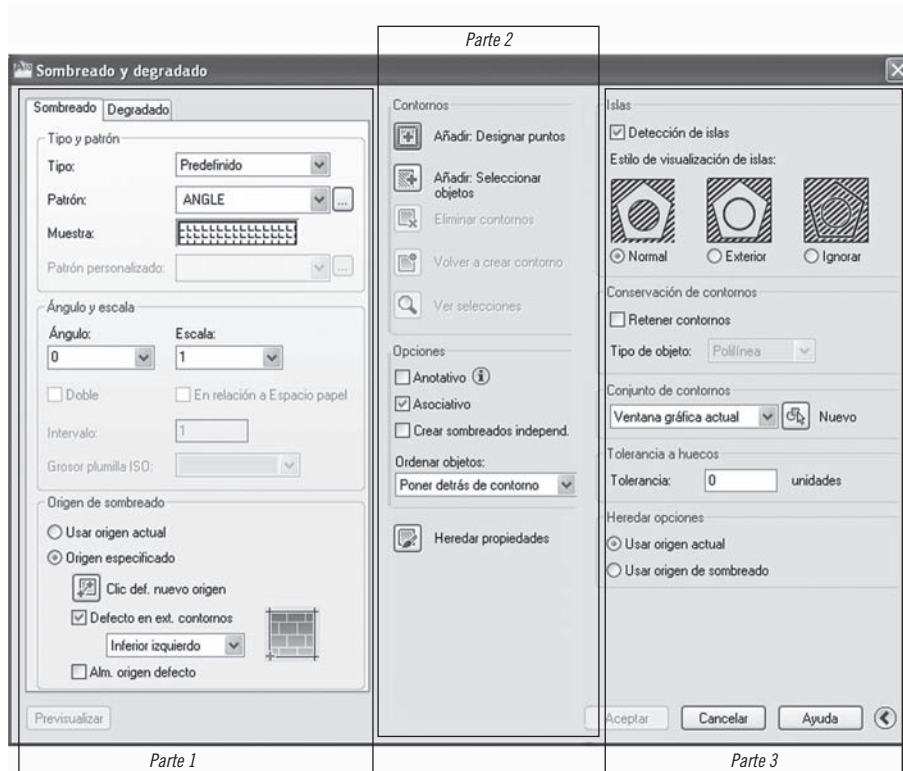 Parte 2
Sombreado y degradado
Sombreado
Degradado
Tipo y patrón
Tipo:
Predefinido
Patrón:
ANGLE
...
Muestra:
Patrón personalizado:
...
Ángulo y escala
Ángulo:
Escala:
0
1
Doble
En relación a Espacio papel
Intervalo:
1
Grosor plumilla ISO:
Origen de sombreado
Usar origen actual
Origen especificado
Clic def. nuevo origen
Defecto en ext. contornos
Inferior izquierdo
Alm. origen defecto
Previsualizar
Contornos
Añadir: Designar puntos
Añadir: Seleccionar
objetos
Eliminar contornos
Volver a crear contorno
Ver selecciones
Opciones
Anotativo
Asociativo
Crear sombreados independ.
Ordenar objetos:
Poner detrás de contorno
Heredar propiedades
Islas
Detección de islas
Estilo de visualización de islas:
Normal
Exterior
Ignorar
Conservación de contornos
Retener contornos
Tipo de objeto:
Polilínea
Conjunto de contornos
Ventana gráfica actual
Nuevo
Tolerancia a huecos
Tolerancia:
0
unidades
Heredar opciones
Usar origen actual
Usar origen de sombreado
Aceptar
Cancelar
Ayuda
Parte 1
Parte 3